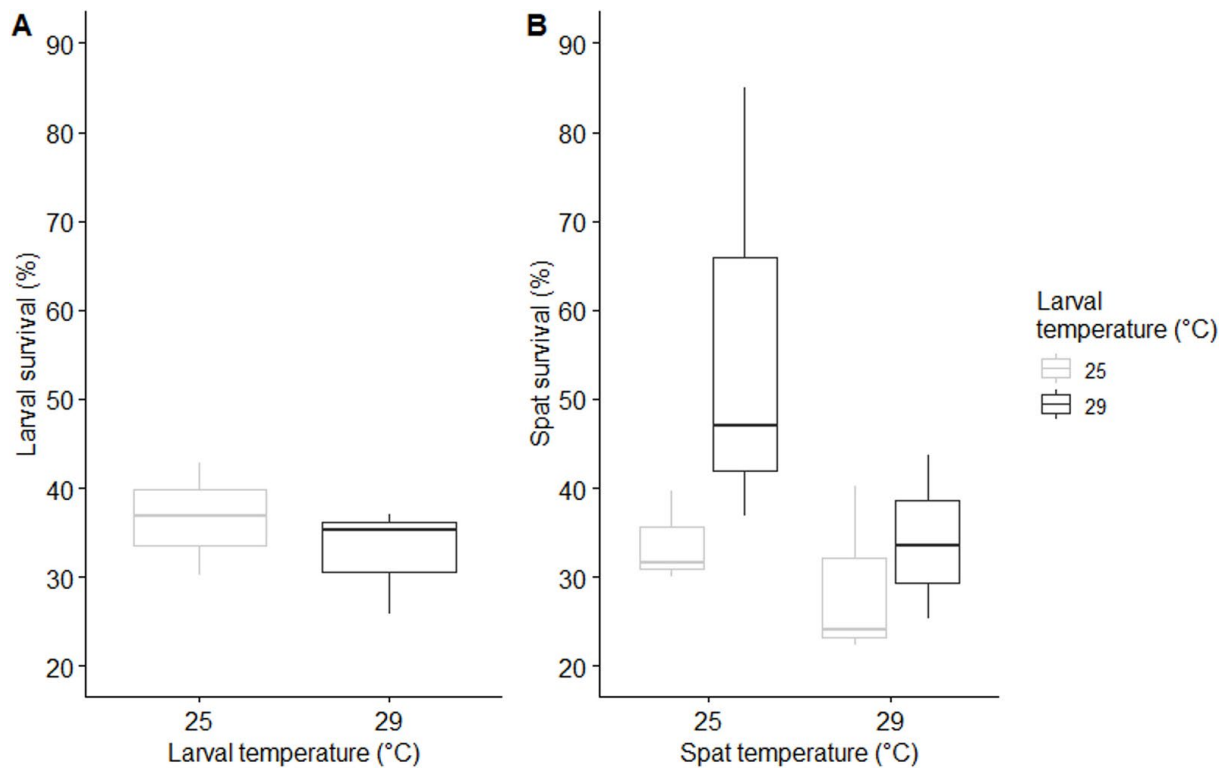 A
90
80
70
60
50
40
30
20
Larval survival (%)
25
29
Larval temperature (°C)
B
90
80
70
60
50
40
30
20
Spat survival (%)
25
29
Spat temperature (°C)
Larval
temperature (°C)
25
29